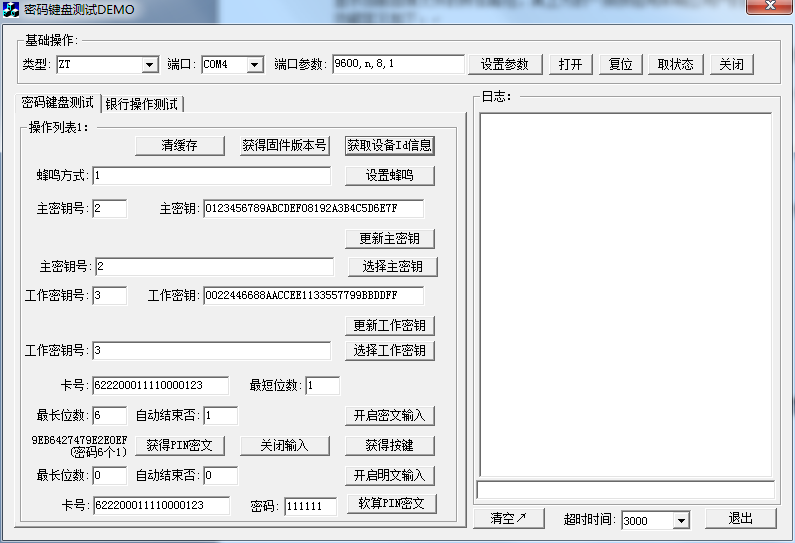 密码键盘测试DEMO
基础操作:
类型: ZT 端口: COM4 端口参数: 9600,n,8,1 设置参数 打开 复位 取状态 关闭
密码键盘测试 银行操作测试
日志:
操作列表1:
清缓存 获得固件版本号 获取设备Id信息
蜂鸣方式: 1 设置蜂鸣
主密钥号: 2 主密钥: 0123456789ABCDEF08192A3B4C5D6E7F
更新主密钥
主密钥号: 2 选择主密钥
工作密钥号: 3 工作密钥: 0022446688AACCEE1133557799BBDDFF
更新工作密钥
工作密钥号: 3 选择工作密钥
卡号: 622200011110000123 最短位数: 1
最长位数: 6 自动结束否: 1 开启密文输入
9EB6427479E2E0EF
(密码6个1) 获得PIN密文 关闭输入 获得按键
最长位数: 0 自动结束否: 0 开启明文输入
卡号: 622200011110000123 密码: 111111 软算PIN密文
清空↗ 超时时间: 3000 退出